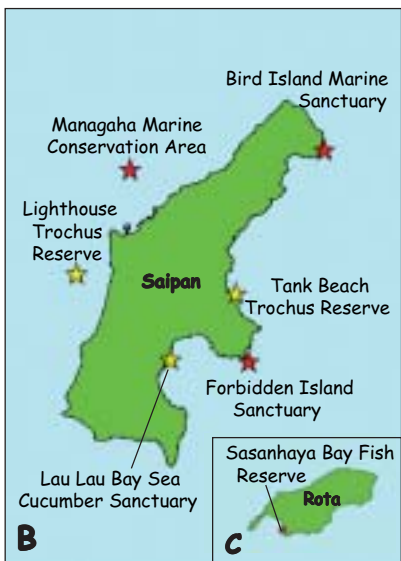 Bird Island Marine
Sanctuary
Managaha Marine
Conservation Area
Lighthouse
Trochus
Reserve
Saipan
Tank Beach
Trochus Reserve
Forbidden Island
Sanctuary
Lau Lau Bay Sea
Cucumber Sanctuary
B
Sasanhaya Bay Fish
Reserve
Rota
C